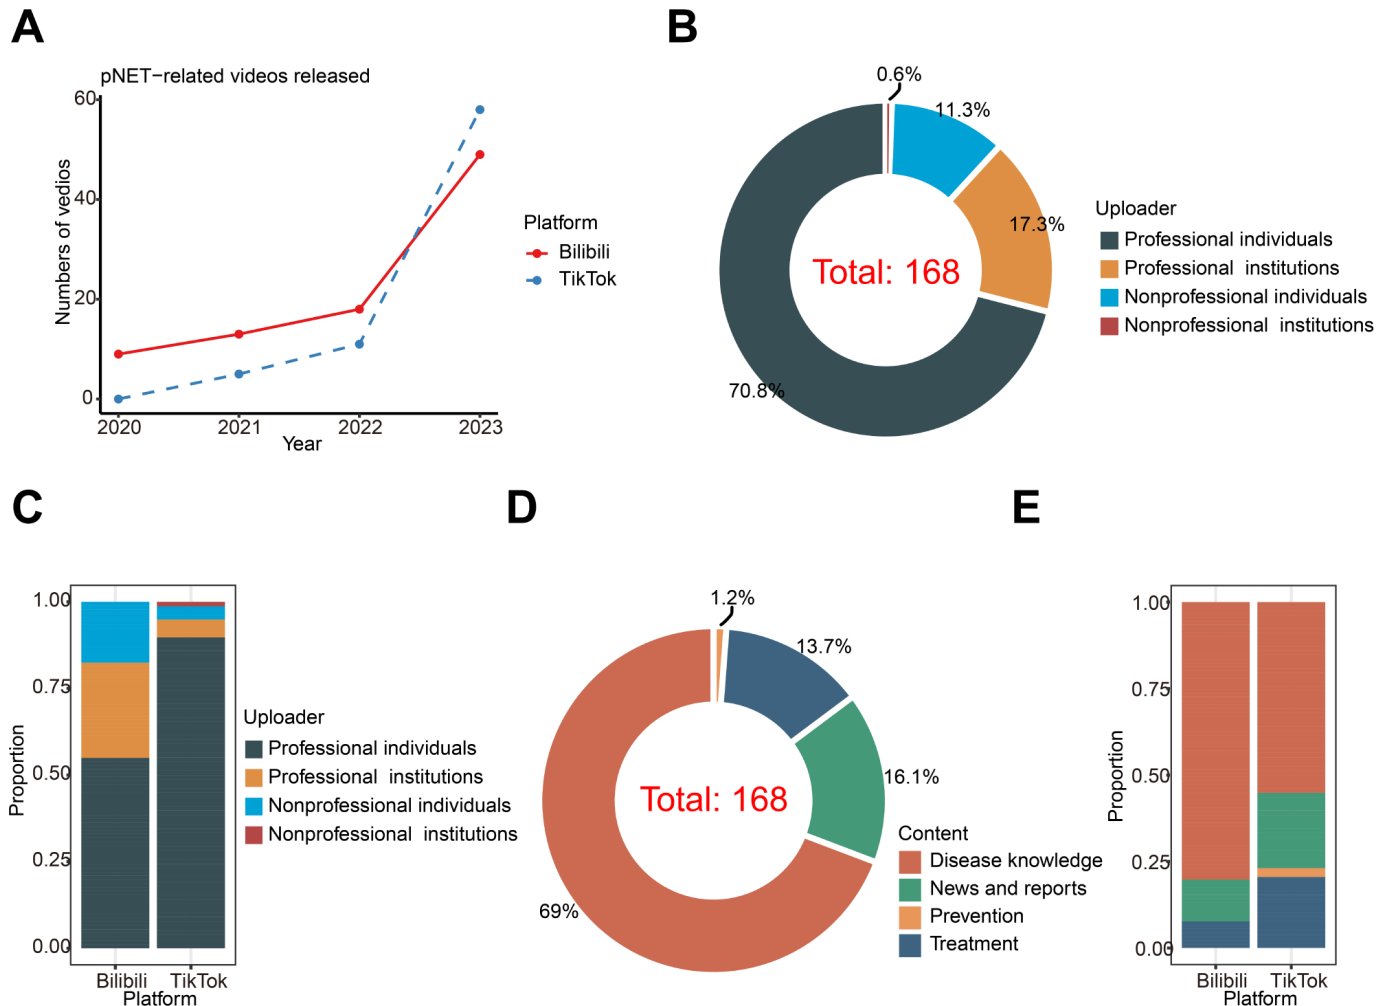 A
pNET−related videos released
60
40
20
0
Numbers of vedios
2020 2021 2022 2023
Year
Platform
Bilibili
TikTok
B
0.6%
11.3%
17.3%
70.8%
Total: 168
Uploader
Professional individuals
Professional institutions
Nonprofessional individuals
Nonprofessional institutions
C
1.00
0.75
0.50
0.25
0.00
Proportion
Bilibili TikTok
Platform
Uploader
Professional individuals
Professional institutions
Nonprofessional individuals
Nonprofessional institutions
D
1.2%
13.7%
16.1%
69%
Total: 168
Content
Disease knowledge
News and reports
Prevention
Treatment
E
1.00
0.75
0.50
0.25
0.00
Proportion
Bilibili TikTok
Platform